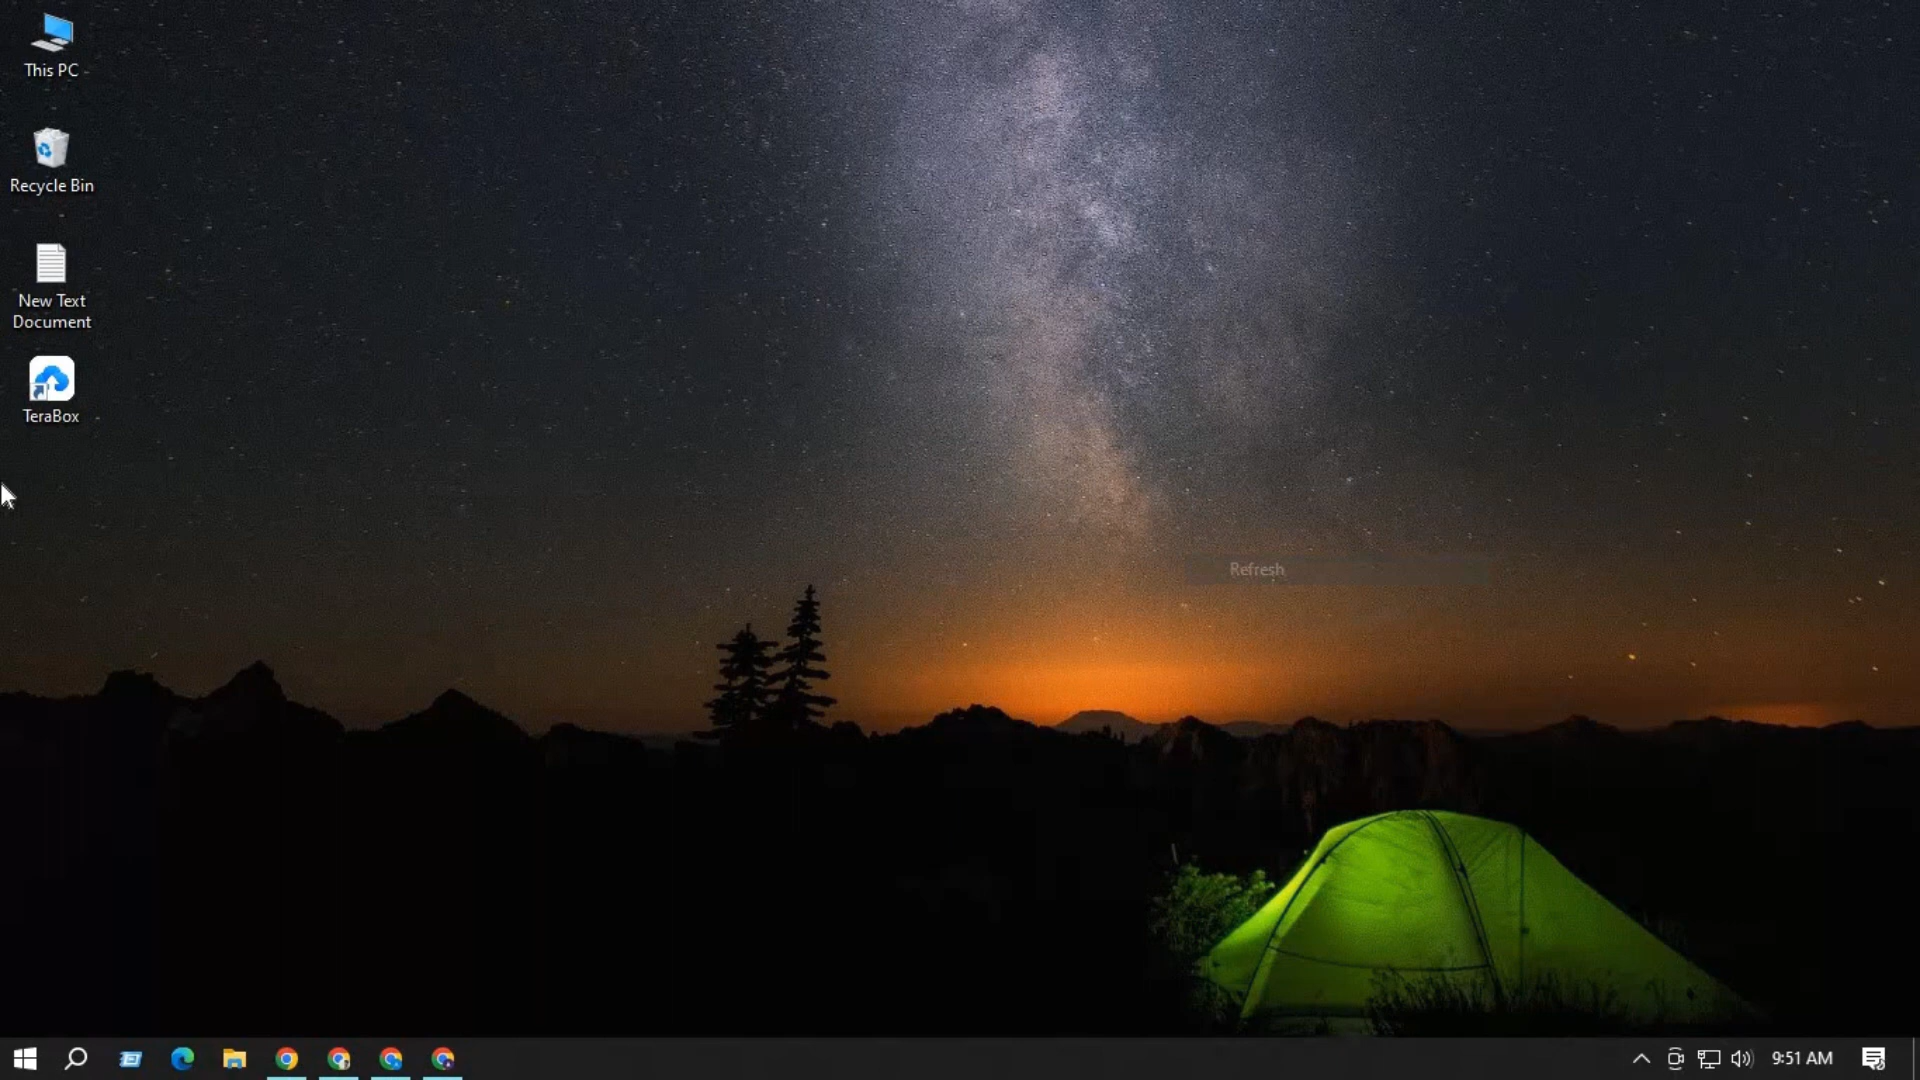 This PC
Recycle Bin
New Text
Document
TeraBox
Refresh
9:51 AM